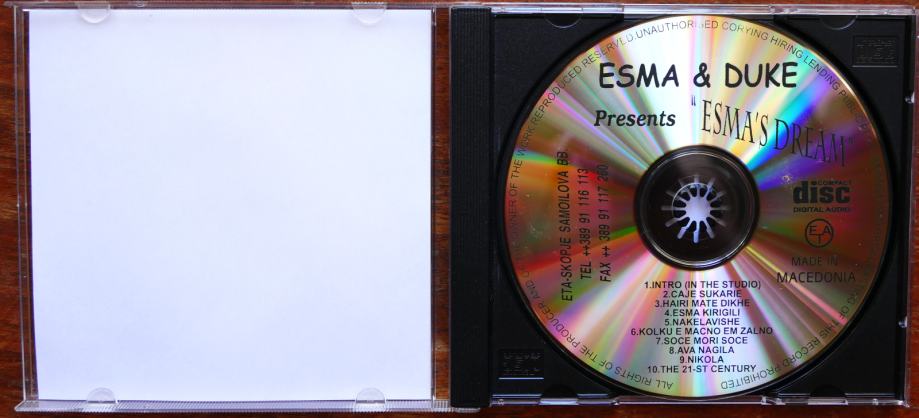 ESMA & DUKE
Presents
" ESMA'S DREAM"
COMPACT
disc
DIGITAL AUDIO
E A T
MADE IN
MACEDONIA
ETA-SKOPJE SAMOILOVA BB
TEL ++389 91 116 113
FAX ++ 389 91 117 260
1.INTRO (IN THE STUDIO)
2.CAJE SUKARIE
3.HAIRI MATE DIKHE
4.ESMA KIRIGILI
5.NAKELAVISHE
6.KOLKU E MACNO EM ZALNO
7.SOCE MORI SOCE
8.AVA NAGILA
9.NIKOLA
10.THE 21-ST CENTURY
ALL RIGHTS OF THE PRODUCER AND OF THE OWNER OF THE WORK REPRODUCED RESERVED.UNAUTHORISED COPYING HIRING LENDING OF THIS RECORD PROHIBITED